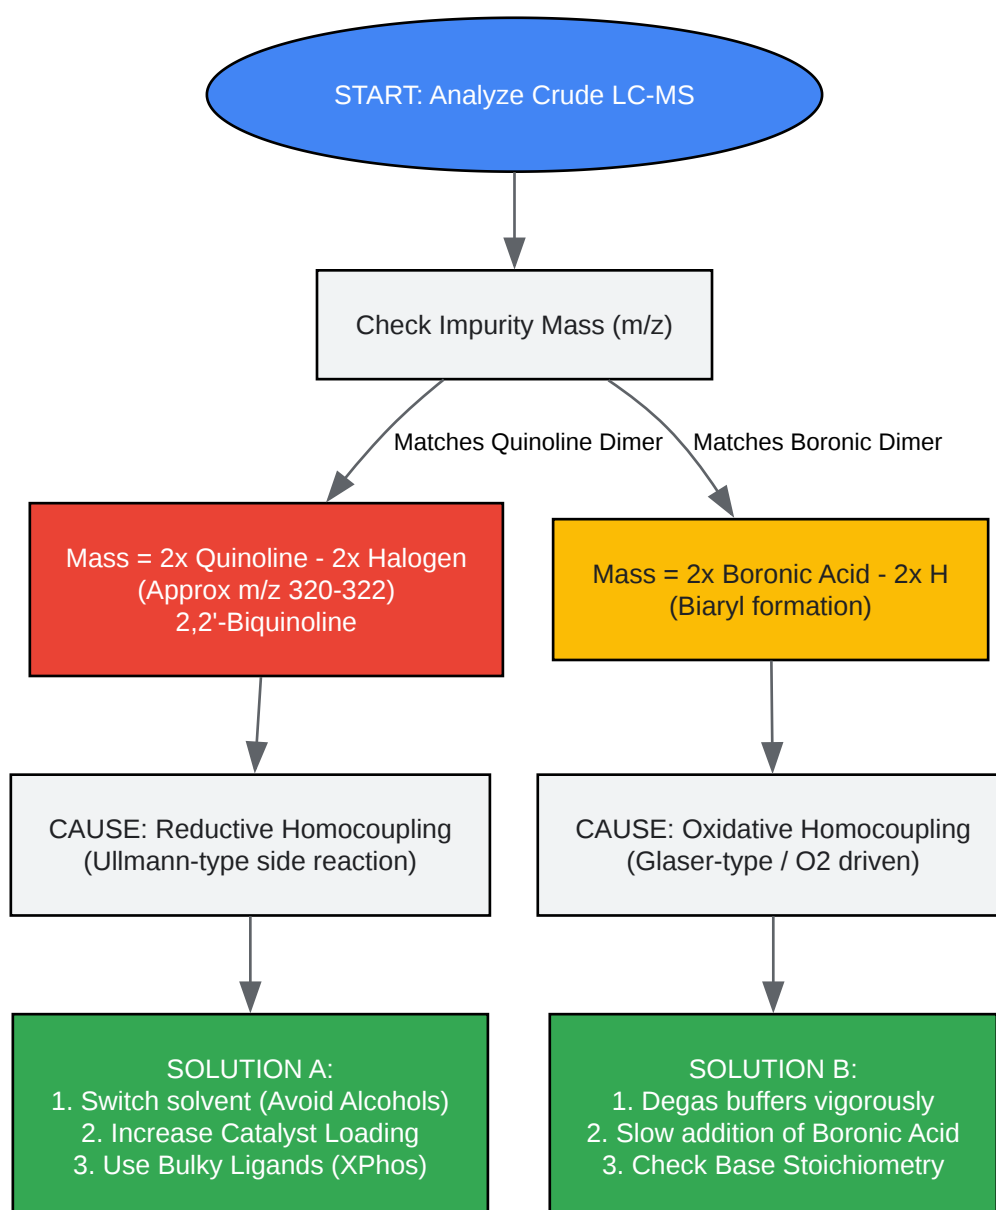 START: Analyze Crude LC-MS
Check Impurity Mass (m/z)
Matches Quinoline Dimer
Matches Boronic Dimer
Mass = 2x Quinoline - 2x Halogen
(Approx m/z 320-322)
2,2'-Biquinoline
Mass = 2x Boronic Acid - 2x H
(Biaryl formation)
CAUSE: Reductive Homocoupling
(Ullmann-type side reaction)
CAUSE: Oxidative Homocoupling
(Glaser-type / O2 driven)
SOLUTION A:
1. Switch solvent (Avoid Alcohols)
2. Increase Catalyst Loading
3. Use Bulky Ligands (XPhos)
SOLUTION B:
1. Degas buffers vigorously
2. Slow addition of Boronic Acid
3. Check Base Stoichiometry